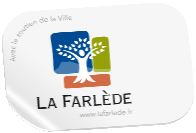 Avec le soutien de la Ville
LA FARLÈDE
www.lafarlede.fr